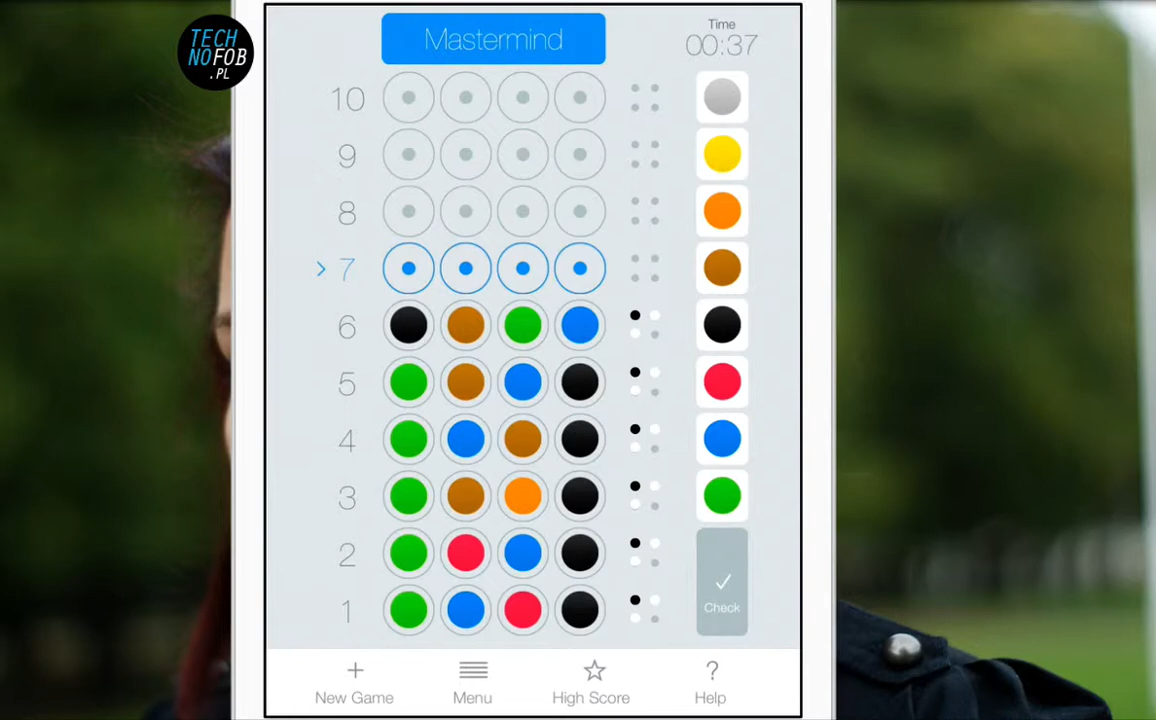 TECH
NOFOB
.PL
Mastermind
Time
00:37
10
9
8
> 7
6
5
4
3
2
1
Check
New Game
Menu
High Score
Help